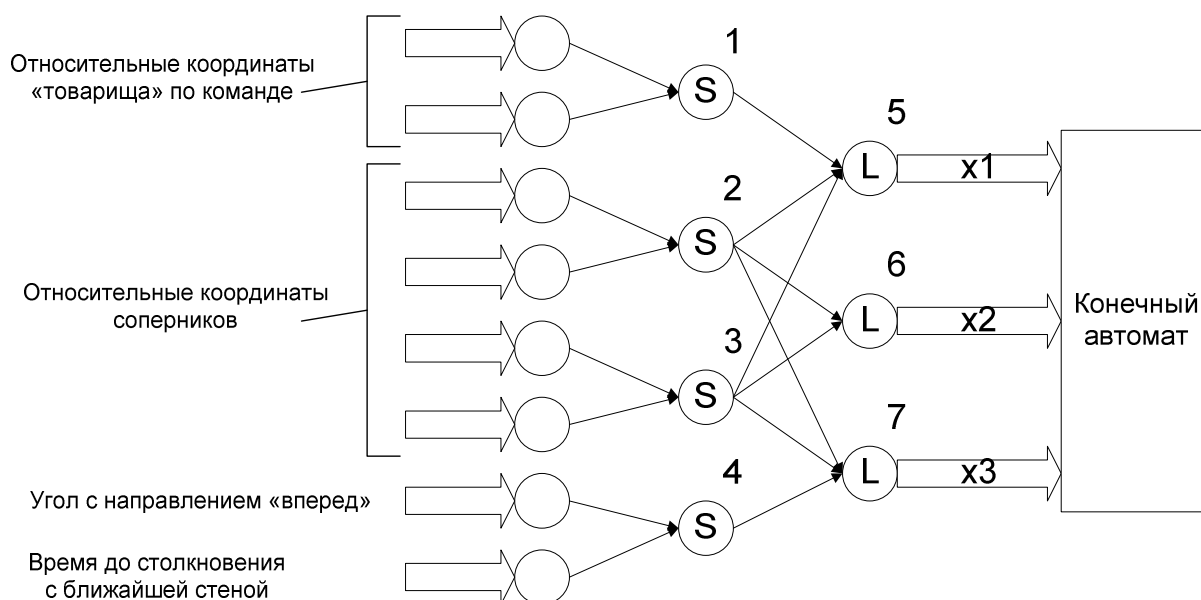 1
Относительные координаты
«товарища» по команде
S
5
L
x1
2
S
6
Относительные координаты
соперников
L
x2
Конечный
автомат
3
S
7
L
x3
4
Угол с направлением «вперед»
S
Время до столкновения
с ближайшей стеной